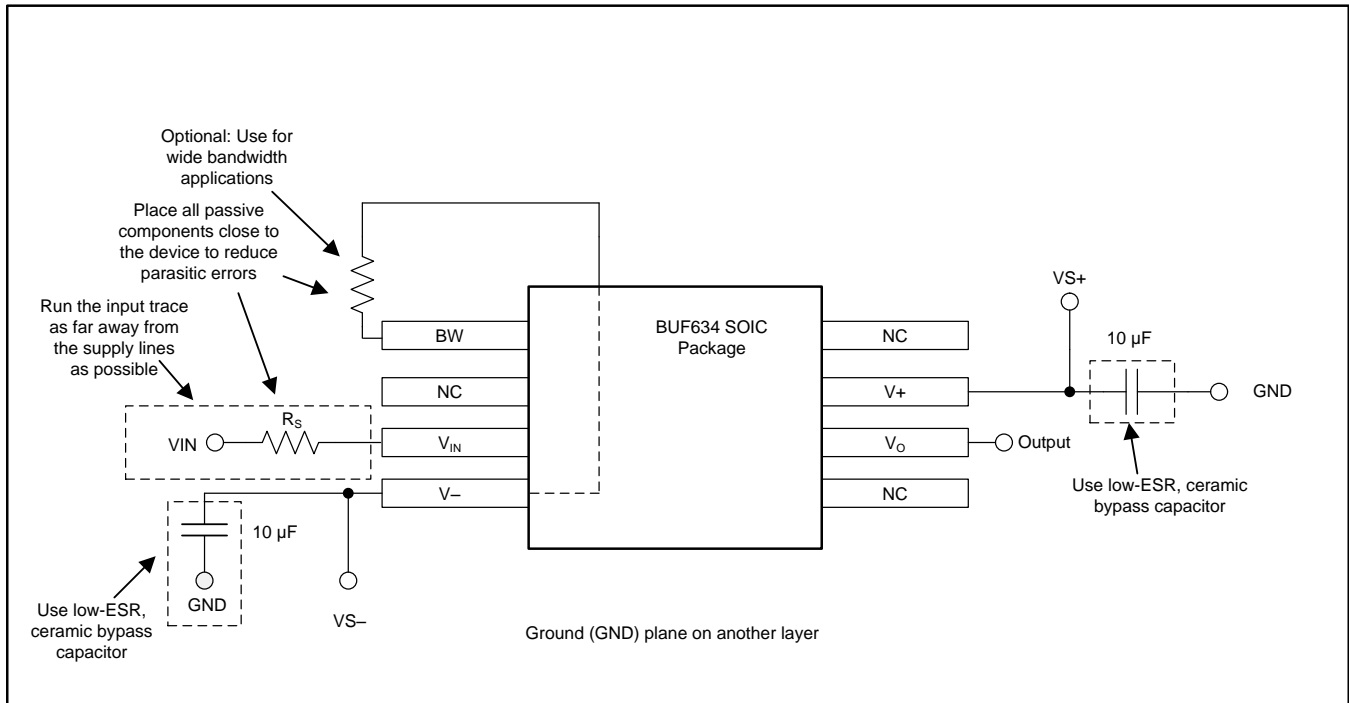 Optional: Use for
wide bandwidth
applications
Place all passive
components close to
the device to reduce
parasitic errors
Run the input trace
as far away from
the supply lines
as possible
BW
NC
VIN
RS
VIN
V–
10 µF
GND
VS–
Use low-ESR,
ceramic bypass
capacitor
BUF634 SOIC
Package
NC
V+
VO
NC
Output
VS+
10 µF
GND
Use low-ESR, ceramic
bypass capacitor
Ground (GND) plane on another layer